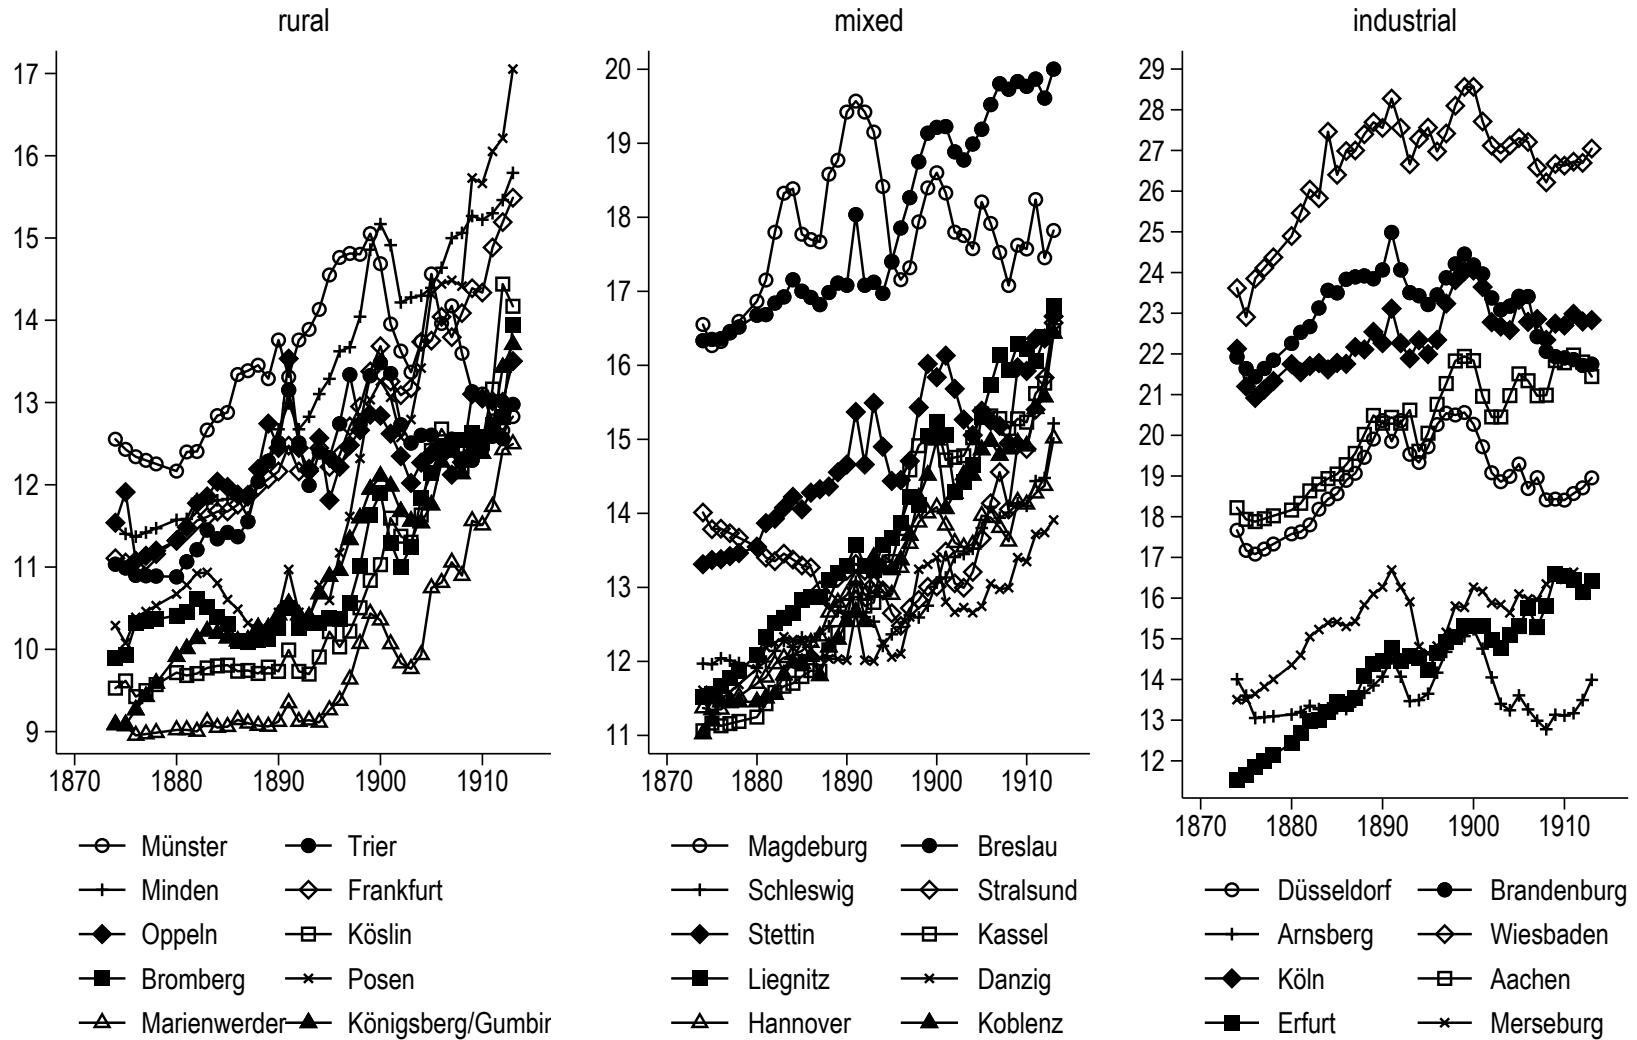 rural
17
16
15
14
13
12
11
10
9
1870 1880 1890 1900 1910
Münster Trier
Minden Frankfurt
Oppeln Köslin
Bromberg Posen
Marienwerder Königsberg/Gumbir
mixed
20
19
18
17
16
15
14
13
12
11
1870 1880 1890 1900 1910
Magdeburg Breslau
Schleswig Stralsund
Stettin Kassel
Liegnitz Danzig
Hannover Koblenz
industrial
29
28
27
26
25
24
23
22
21
20
19
18
17
16
15
14
13
12
1870 1880 1890 1900 1910
Düsseldorf Brandenburg
Arnsberg Wiesbaden
Köln Aachen
Erfurt Merseburg